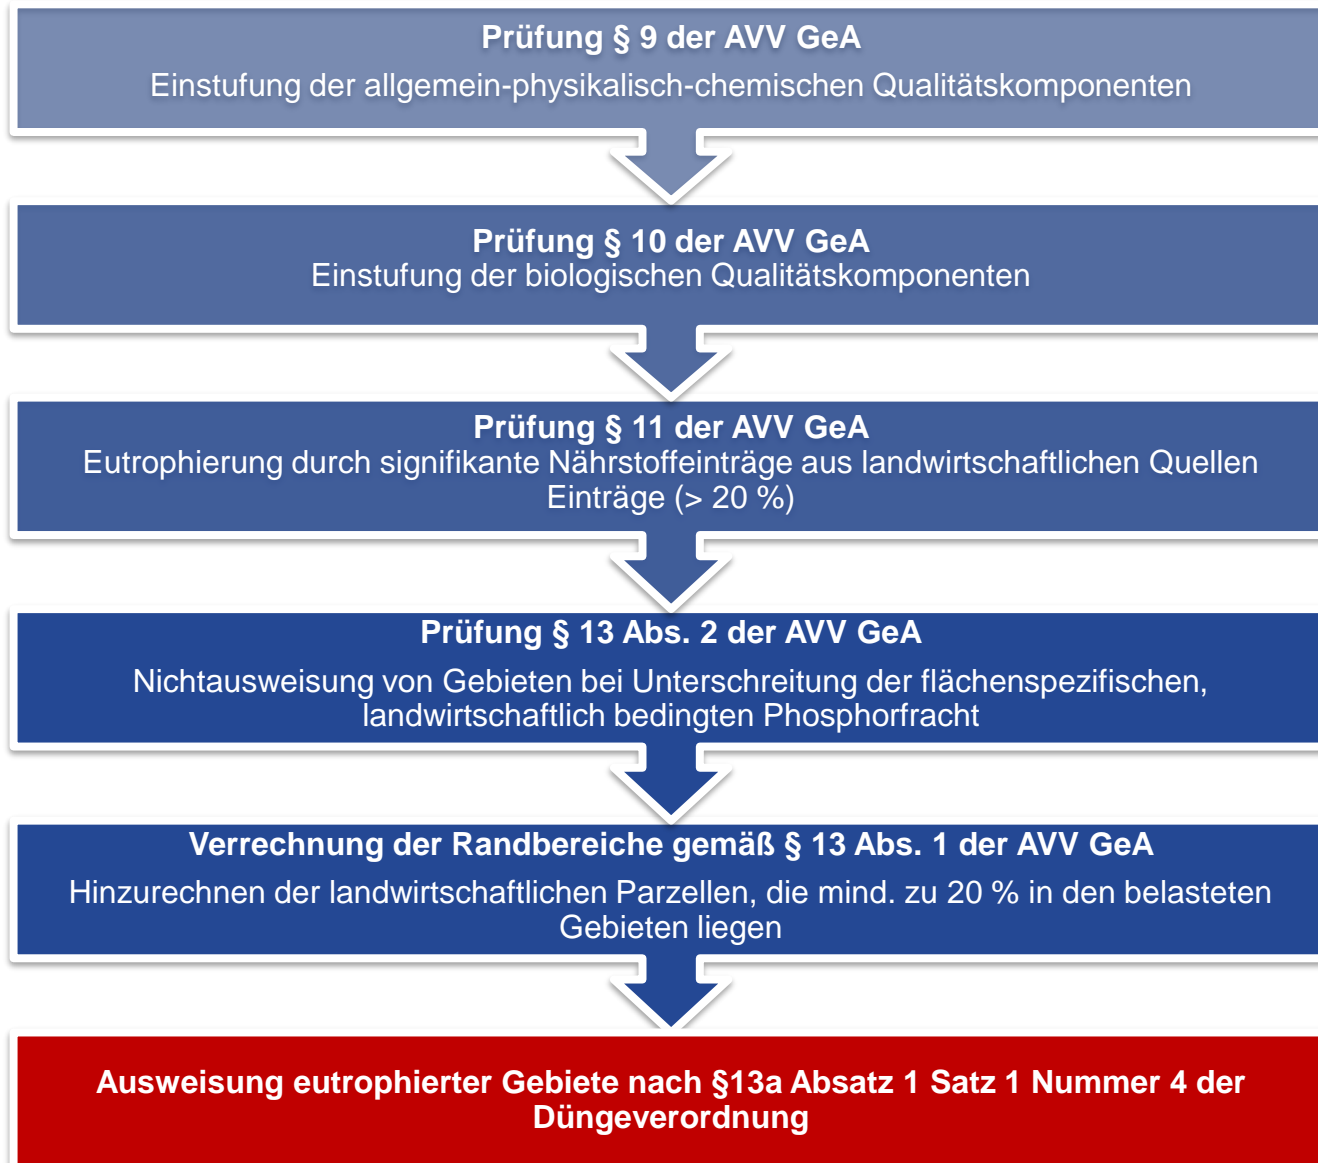 Prüfung § 9 der AVV GeA
Einstufung der allgemein-physikalisch-chemischen Qualitätskomponenten
Prüfung § 10 der AVV GeA
Einstufung der biologischen Qualitätskomponenten
Prüfung § 11 der AVV GeA
Eutrophierung durch signifikante Nährstoffeinträge aus landwirtschaftlichen Quellen
Einträge (> 20 %)
Prüfung § 13 Abs. 2 der AVV GeA
Nichtausweisung von Gebieten bei Unterschreitung der flächenspezifischen,
landwirtschaftlich bedingten Phosphorfracht
Verrechnung der Randbereiche gemäß § 13 Abs. 1 der AVV GeA
Hinzurechnen der landwirtschaftlichen Parzellen, die mind. zu 20 % in den belasteten
Gebieten liegen
Ausweisung eutrophierter Gebiete nach §13a Absatz 1 Satz 1 Nummer 4 der
Düngeverordnung